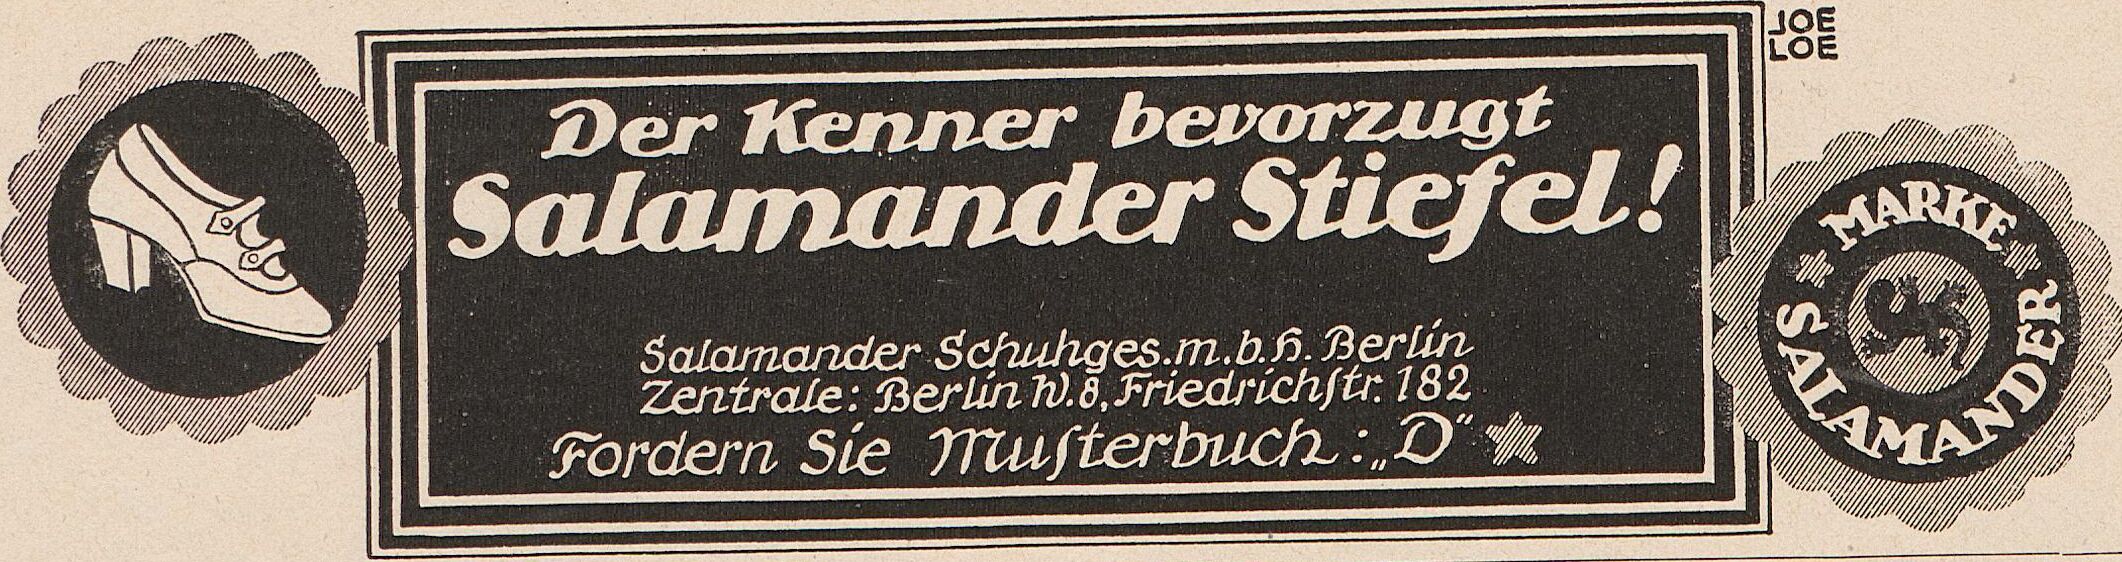 JOE
LOE
Der Kenner bevorzugt
Salamander Stiefel!
Salamander Schuhges.m.b.H. Berlin
Zentrale: Berlin W.8, Friedrichſtr. 182
Fordern Sie Muſterbuch: „D“
MARKE
SALAMANDER